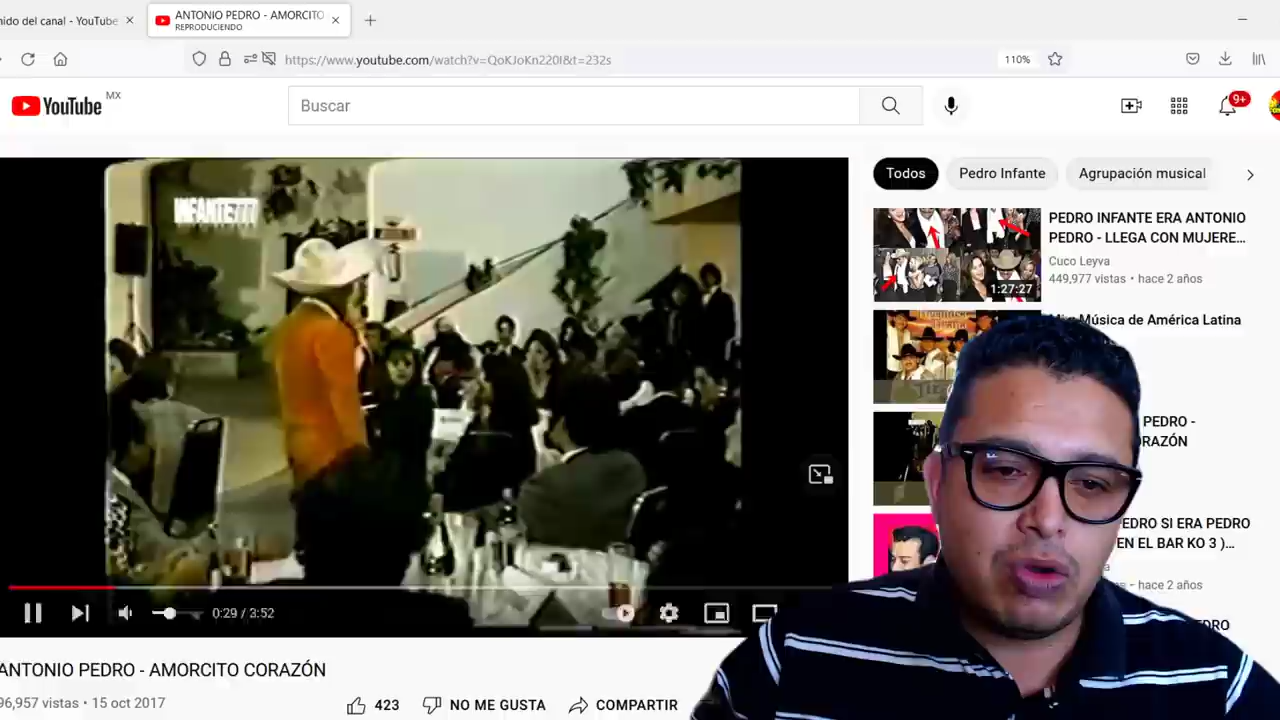 nido del canal - YouTube
ANTONIO PEDRO - AMORCITO
REPRODUCIENDO
https://www.youtube.com/watch?v=QoKJoKn220I&t=232s
110%
YouTube MX
Buscar
9+
INFANTE777
Todos
Pedro Infante
Agrupación musical
PEDRO INFANTE ERA ANTONIO
PEDRO - LLEGA CON MUJERE...
Cuco Leyva
449,977 vistas • hace 2 años
1:27:27
Música de América Latina
PEDRO -
ORAZÓN
EDRO SI ERA PEDRO
EN EL BAR KO 3 )...
hace 2 años
DRO
0:29 / 3:52
ANTONIO PEDRO - AMORCITO CORAZÓN
96,957 vistas • 15 oct 2017
423
NO ME GUSTA
COMPARTIR